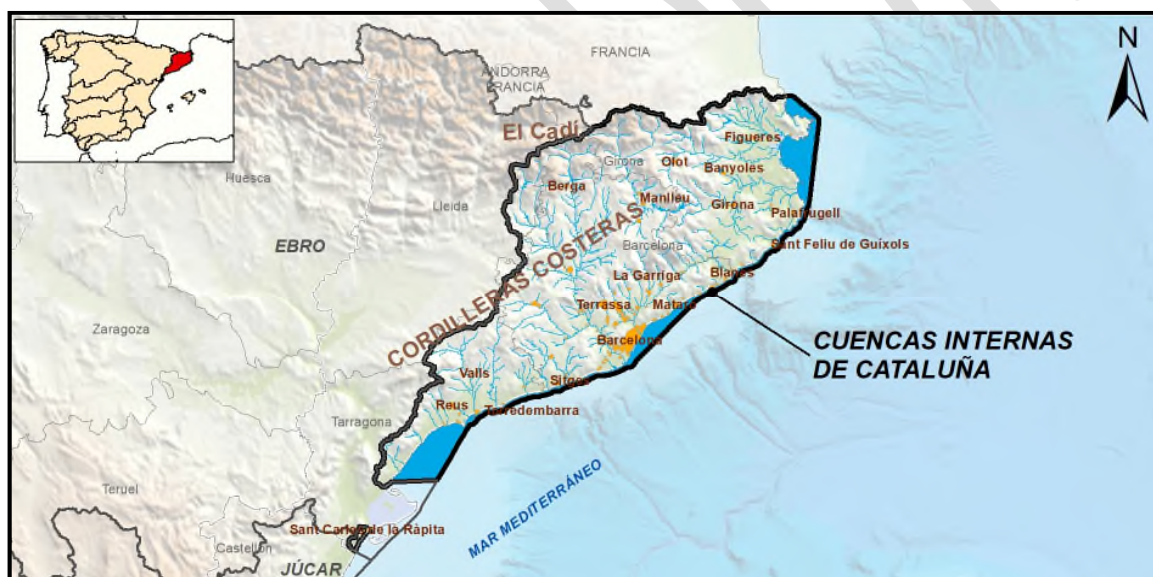 N
FRANCIA
ANDORRA
FRANCIA
El Cadí
Figueres
Girona
Olot
Banyoles
Huesca
Berga
Lleida
Manlleu
Girona
Palafrugell
EBRO
Barcelona
Sant Feliu de Guíxols
CORDILLERAS COSTERAS
La Garriga
Blanes
Terrassa
Mataró
Zaragoza
Barcelona
CUENCAS INTERNAS
DE CATALUÑA
Valls
Sitges
Reus
Torredembarra
Tarragona
Teruel
MAR MEDITERRÁNEO
Sant Carles de la Ràpita
Castellón
JÚCAR